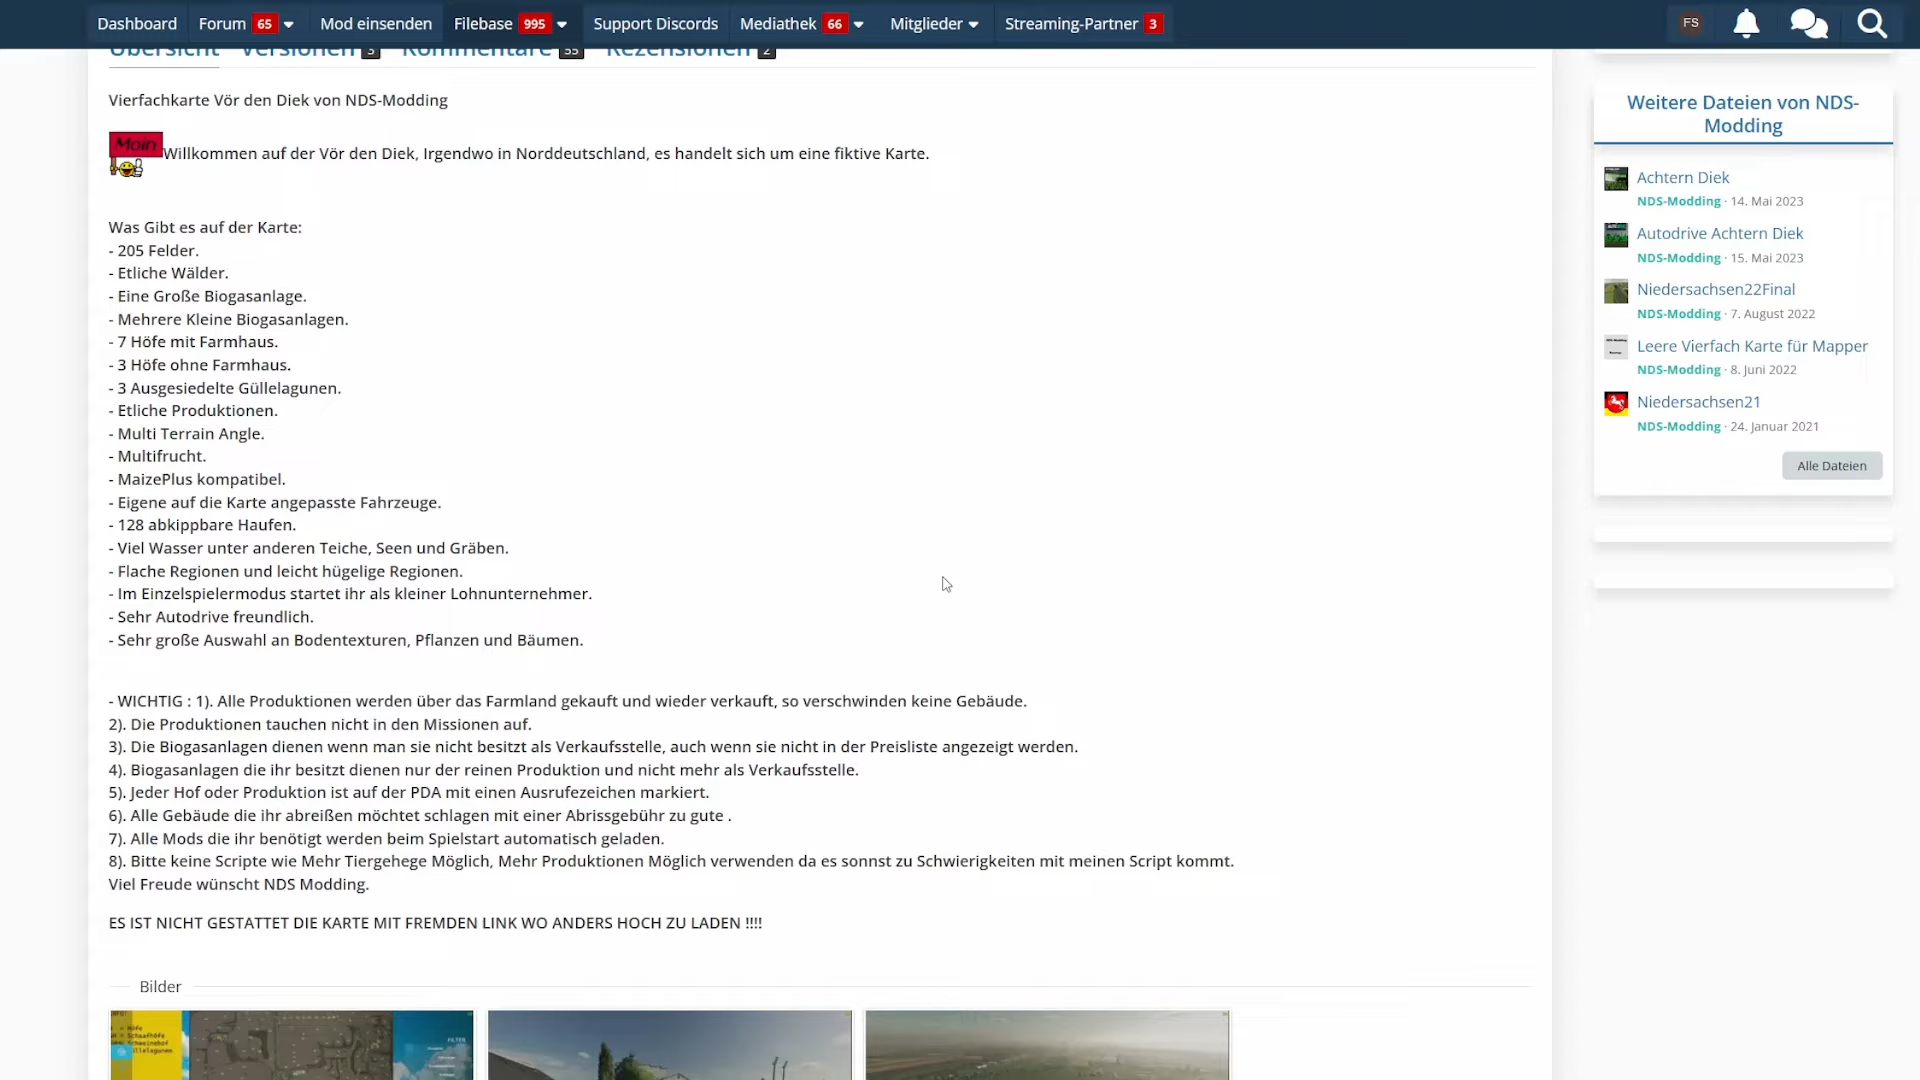 Dashboard Forum 65 Mod einsenden Filebase 995 Support Discords Mediathek 66 Mitglieder Streaming-Partner 3 FS
Übersicht Versionen 3 Kommentare 55 Rezensionen 2
Vierfachkarte Vör den Diek von NDS-Modding
Moin Willkommen auf der Vör den Diek, Irgendwo in Norddeutschland, es handelt sich um eine fiktive Karte.
Was Gibt es auf der Karte:
- 205 Felder.
- Etliche Wälder.
- Eine Große Biogasanlage.
- Mehrere Kleine Biogasanlagen.
- 7 Höfe mit Farmhaus.
- 3 Höfe ohne Farmhaus.
- 3 Ausgesiedelte Güllelagunen.
- Etliche Produktionen.
- Multi Terrain Angle.
- Multifrucht.
- MaizePlus kompatibel.
- Eigene auf die Karte angepasste Fahrzeuge.
- 128 abkippbare Haufen.
- Viel Wasser unter anderen Teiche, Seen und Gräben.
- Flache Regionen und leicht hügelige Regionen.
- Im Einzelspielermodus startet ihr als kleiner Lohnunternehmer.
- Sehr Autodrive freundlich.
- Sehr große Auswahl an Bodentexturen, Pflanzen und Bäumen.
- WICHTIG : 1). Alle Produktionen werden über das Farmland gekauft und wieder verkauft, so verschwinden keine Gebäude.
2). Die Produktionen tauchen nicht in den Missionen auf.
3). Die Biogasanlagen dienen wenn man sie nicht besitzt als Verkaufsstelle, auch wenn sie nicht in der Preisliste angezeigt werden.
4). Biogasanlagen die ihr besitzt dienen nur der reinen Produktion und nicht mehr als Verkaufsstelle.
5). Jeder Hof oder Produktion ist auf der PDA mit einen Ausrufezeichen markiert.
6). Alle Gebäude die ihr abreißen möchtet schlagen mit einer Abrissgebühr zu gute .
7). Alle Mods die ihr benötigt werden beim Spielstart automatisch geladen.
8). Bitte keine Scripte wie Mehr Tiergehege Möglich, Mehr Produktionen Möglich verwenden da es sonnst zu Schwierigkeiten mit meinen Script kommt.
Viel Freude wünscht NDS Modding.
ES IST NICHT GESTATTET DIE KARTE MIT FREMDEN LINK WO ANDERS HOCH ZU LADEN !!!!
Bilder
FILTER
Weitere Dateien von NDS-
Modding
Achtern Diek
NDS-Modding · 14. Mai 2023
Autodrive Achtern Diek
NDS-Modding · 15. Mai 2023
Niedersachsen22Final
NDS-Modding · 7. August 2022
Leere Vierfach Karte für Mapper
NDS-Modding · 8. Juni 2022
Niedersachsen21
NDS-Modding · 24. Januar 2021
Alle Dateien